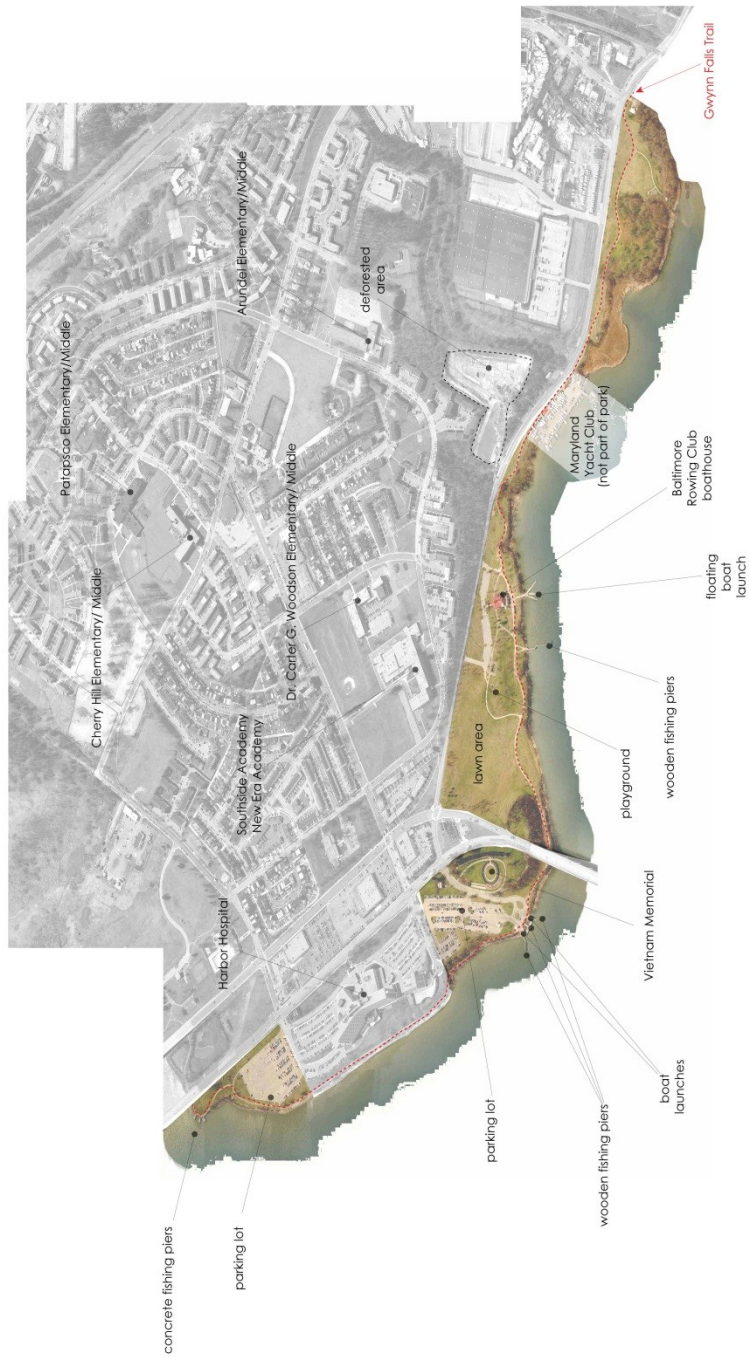 Patapsco Elementary/Middle
Cherry Hill Elementary/ Middle
Arundel Elementary/Middle
deforested
area
Dr. Carter G. Woodson Elementary/ Middle
Southside Academy
New Era Academy
Harbor Hospital
concrete fishing piers
parking lot
parking lot
wooden fishing piers
boat
launches
Vietnam Memorial
lawn area
playground
wooden fishing piers
floating
boat
launch
Baltimore
Rowing Club
boathouse
Maryland
Yacht Club
(not part of park)
Gwynn Falls Trail